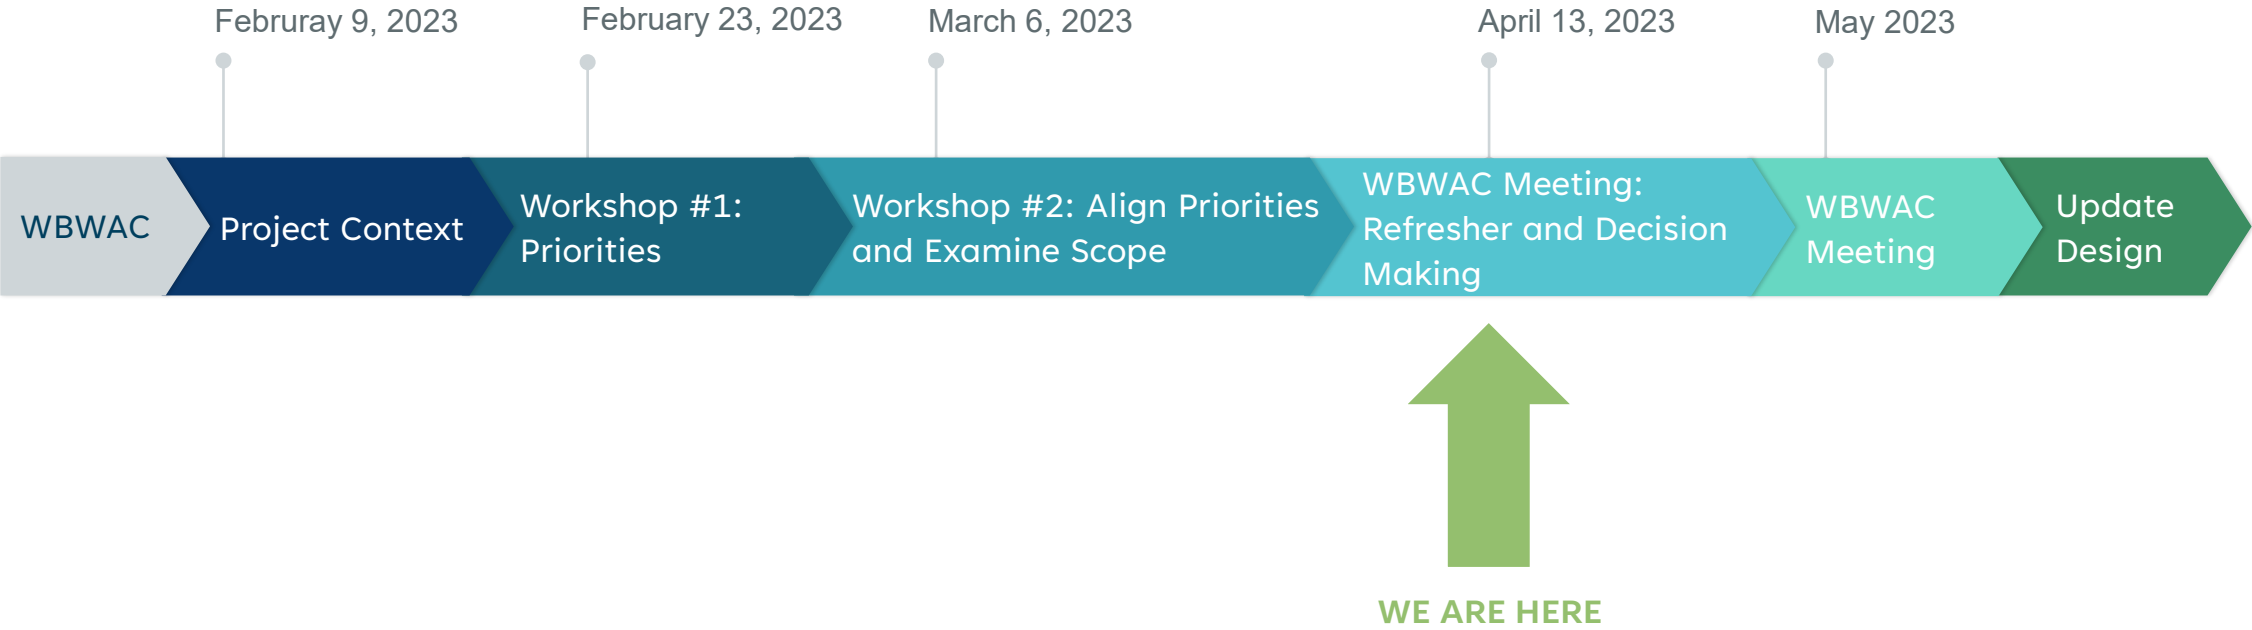 Februray 9, 2023
February 23, 2023
March 6, 2023
April 13, 2023
May 2023
WBWAC
Project Context
Workshop #1:
Priorities
Workshop #2: Align Priorities
and Examine Scope
WBWAC Meeting:
Refresher and Decision
Making
WBWAC
Meeting
Update
Design
WE ARE HERE